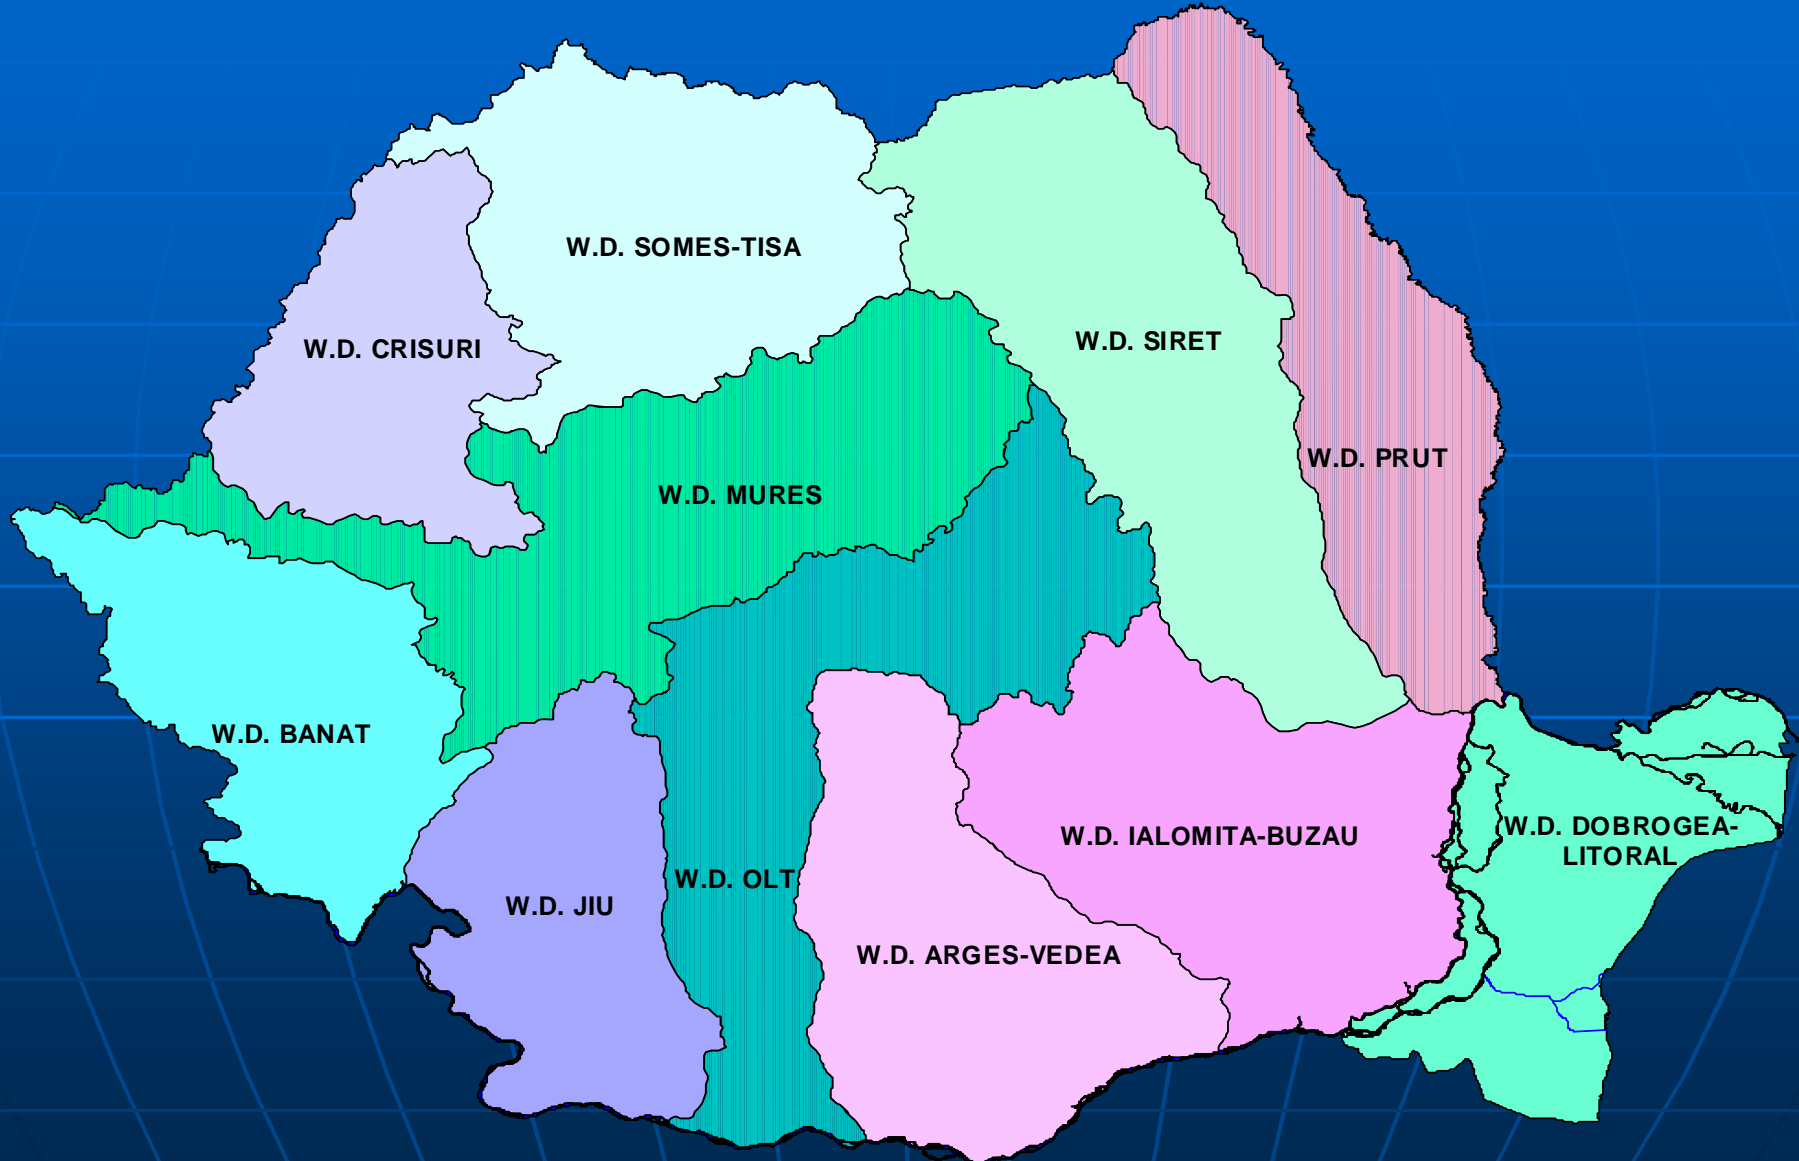 W.D. SOMES-TISA
W.D. CRISURI
W.D. SIRET
W.D. PRUT
W.D. MURES
W.D. BANAT
W.D. IALOMITA-BUZAU
W.D. DOBROGEA-
LITORAL
W.D. OLT
W.D. JIU
W.D. ARGES-VEDEA